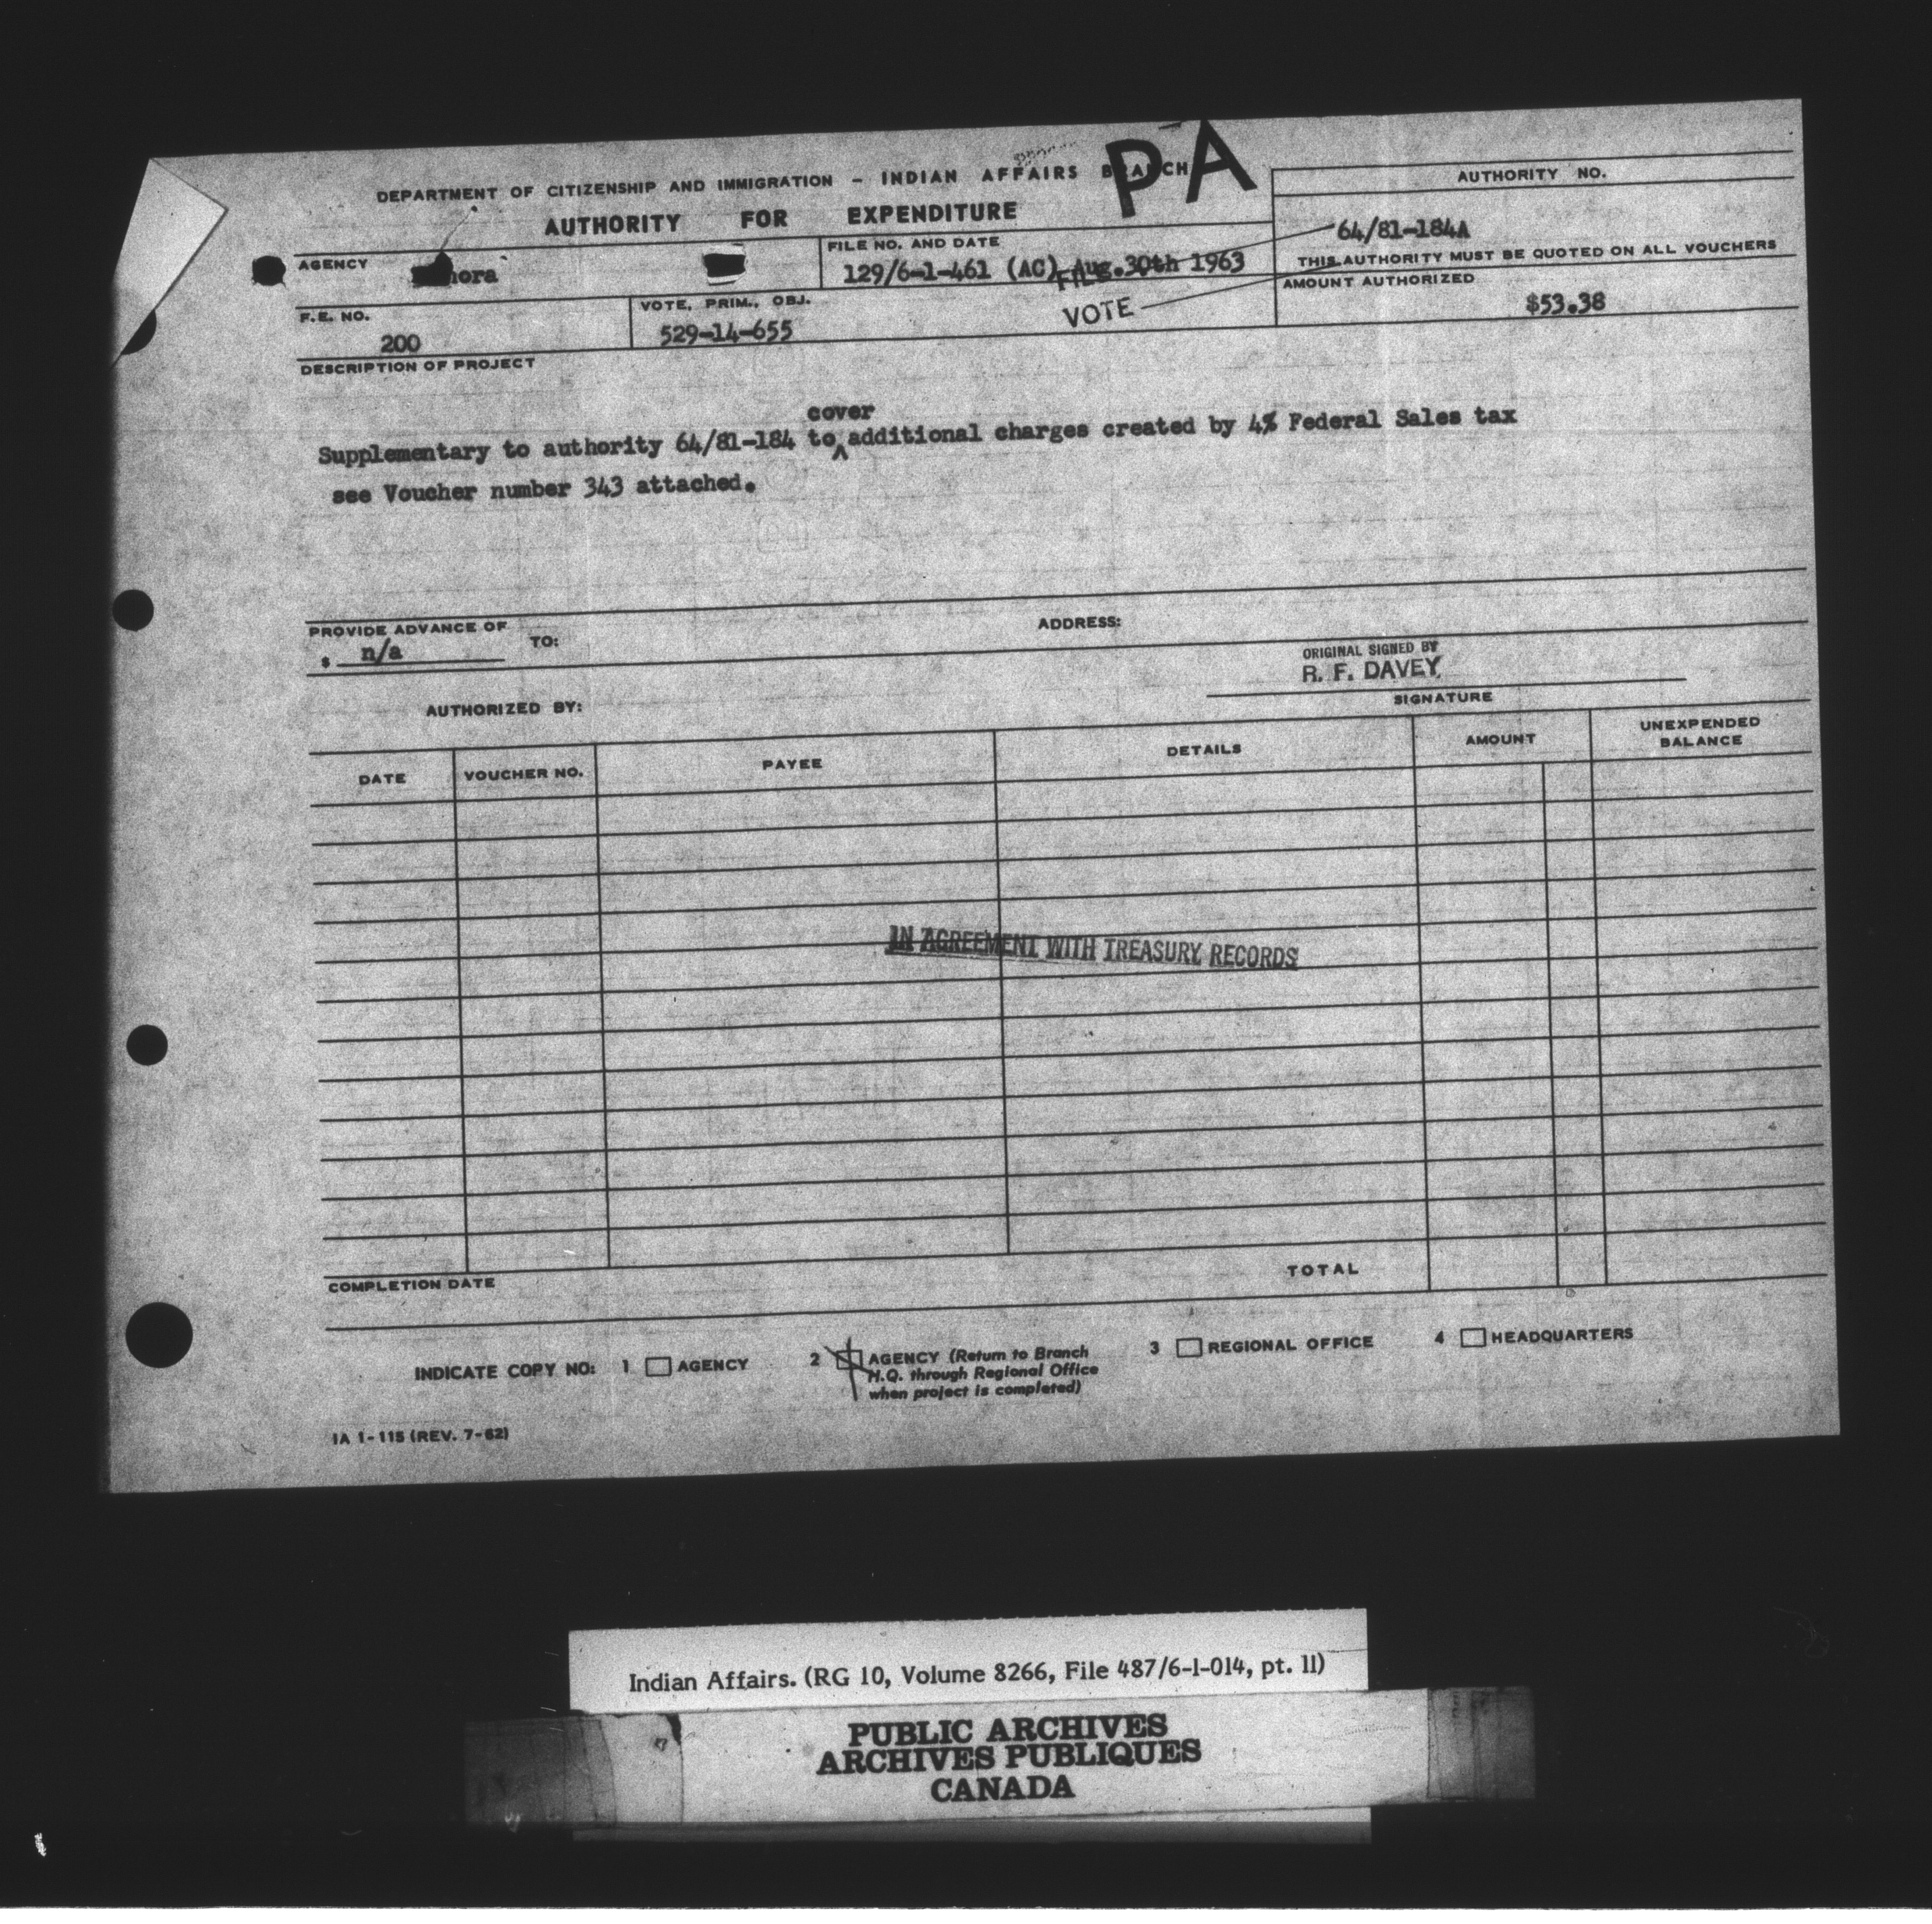 PA
DEPARTMENT OF CITIZENSHIP AND IMMIGRATION – INDIAN AFFAIRS BRANCH
AUTHORITY FOR EXPENDITURE
AUTHORITY NO.
64/81-184A
THIS AUTHORITY MUST BE QUOTED ON ALL VOUCHERS
AGENCY
nora
FILE NO. AND DATE
129/6-1-461 (AC) Aug.30th 1963
FILE
VOTE
AMOUNT AUTHORIZED
$53.38
F.E. NO.
200
VOTE, PRIM., OBJ.
529-14-655
DESCRIPTION OF PROJECT
cover
Supplementary to authority 64/81-184 to ^ additional charges created by 4% Federal Sales tax
see Voucher number 343 attached.
PROVIDE ADVANCE OF
$ n/a TO: ADDRESS:
ORIGINAL SIGNED BY
R. F. DAVEY
AUTHORIZED BY: SIGNATURE
DATE VOUCHER NO. PAYEE DETAILS AMOUNT UNEXPENDED BALANCE
IN AGREEMENT WITH TREASURY RECORDS
COMPLETION DATE TOTAL
INDICATE COPY NO: 1 AGENCY 2 AGENCY (Return to Branch 3 REGIONAL OFFICE 4 HEADQUARTERS
H.Q. through Regional Office
when project is completed)
IA 1-115 (REV. 7-62)
Indian Affairs. (RG 10, Volume 8266, File 487/6-1-014, pt. 11)
PUBLIC ARCHIVES
ARCHIVES PUBLIQUES
CANADA